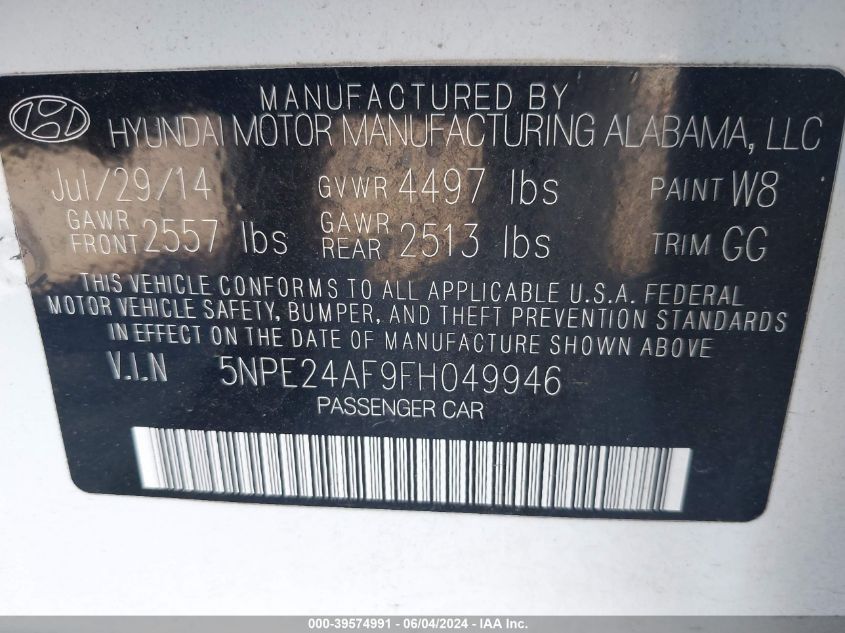 MANUFACTURED BY
HYUNDAI MOTOR MANUFACTURING ALABAMA, LLC
Jul/29/14 GVWR 4497 lbs PAINT W8
GAWR FRONT 2557 lbs GAWR REAR 2513 lbs TRIM GG
THIS VEHICLE CONFORMS TO ALL APPLICABLE U.S.A. FEDERAL
MOTOR VEHICLE SAFETY, BUMPER, AND THEFT PREVENTION STANDARDS
IN EFFECT ON THE DATE OF MANUFACTURE SHOWN ABOVE
V.I.N 5NPE24AF9FH049946
PASSENGER CAR
000-39574991 - 06/04/2024 - IAA Inc.